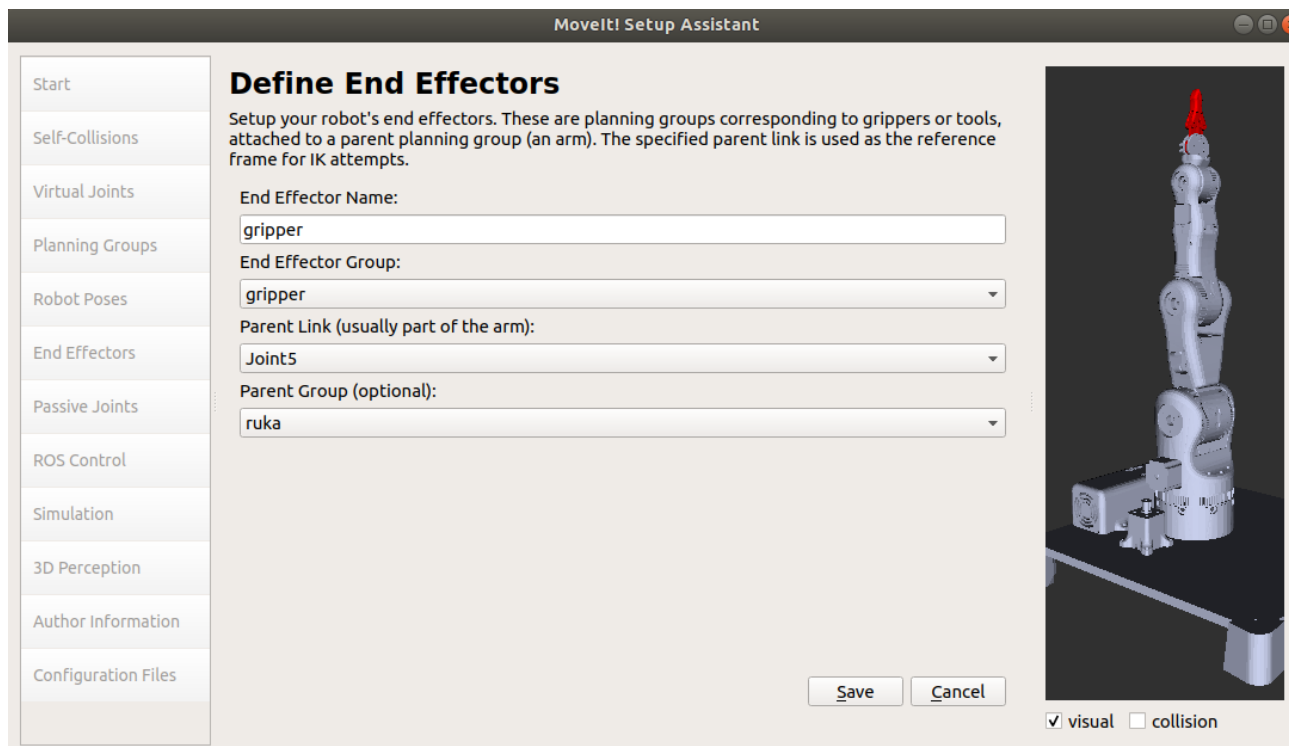 MoveIt! Setup Assistant
Start
Self-Collisions
Virtual Joints
Planning Groups
Robot Poses
End Effectors
Passive Joints
ROS Control
Simulation
3D Perception
Author Information
Configuration Files
Define End Effectors
Setup your robot's end effectors. These are planning groups corresponding to grippers or tools,
attached to a parent planning group (an arm). The specified parent link is used as the reference
frame for IK attempts.
End Effector Name:
gripper
End Effector Group:
gripper
Parent Link (usually part of the arm):
Joint5
Parent Group (optional):
ruka
Save
Cancel
visual
collision